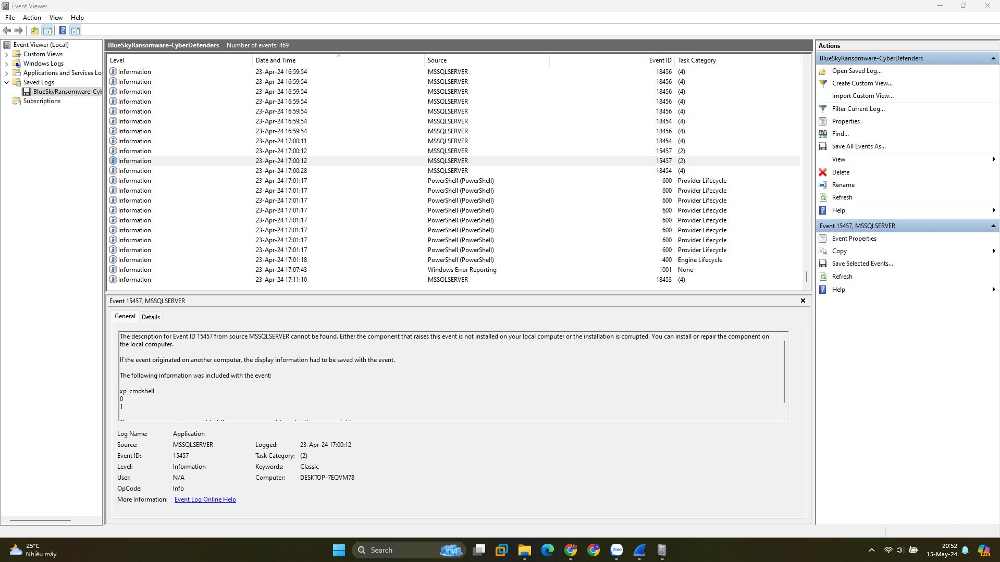 Event Viewer
File Action View Help
Event Viewer (Local)
Custom Views
Windows Logs
Applications and Services Lo
Saved Logs
BlueSkyRansomware-Cyb
Subscriptions
BlueSkyRansomware-CyberDefenders Number of events: 469
Level Date and Time Source Event ID Task Category
Information 23-Apr-24 16:59:54 MSSQLSERVER 18456 (4)
Information 23-Apr-24 16:59:54 MSSQLSERVER 18456 (4)
Information 23-Apr-24 16:59:54 MSSQLSERVER 18456 (4)
Information 23-Apr-24 16:59:54 MSSQLSERVER 18456 (4)
Information 23-Apr-24 16:59:54 MSSQLSERVER 18456 (4)
Information 23-Apr-24 16:59:54 MSSQLSERVER 18454 (4)
Information 23-Apr-24 16:59:54 MSSQLSERVER 18456 (4)
Information 23-Apr-24 17:00:11 MSSQLSERVER 18454 (4)
Information 23-Apr-24 17:00:12 MSSQLSERVER 15457 (2)
Information 23-Apr-24 17:00:12 MSSQLSERVER 15457 (2)
Information 23-Apr-24 17:00:28 MSSQLSERVER 18454 (4)
Information 23-Apr-24 17:01:17 PowerShell (PowerShell) 600 Provider Lifecycle
Information 23-Apr-24 17:01:17 PowerShell (PowerShell) 600 Provider Lifecycle
Information 23-Apr-24 17:01:17 PowerShell (PowerShell) 600 Provider Lifecycle
Information 23-Apr-24 17:01:17 PowerShell (PowerShell) 600 Provider Lifecycle
Information 23-Apr-24 17:01:17 PowerShell (PowerShell) 600 Provider Lifecycle
Information 23-Apr-24 17:01:17 PowerShell (PowerShell) 600 Provider Lifecycle
Information 23-Apr-24 17:01:17 PowerShell (PowerShell) 600 Provider Lifecycle
Information 23-Apr-24 17:01:17 PowerShell (PowerShell) 600 Provider Lifecycle
Information 23-Apr-24 17:01:18 PowerShell (PowerShell) 400 Engine Lifecycle
Information 23-Apr-24 17:07:43 Windows Error Reporting 1001 None
Information 23-Apr-24 17:11:10 MSSQLSERVER 18453 (4)
Event 15457, MSSQLSERVER
General Details
The description for Event ID 15457 from source MSSQLSERVER cannot be found. Either the component that raises this event is not installed on your local computer or the installation is corrupted. You can install or repair the component on
the local computer.
If the event originated on another computer, the display information had to be saved with the event.
The following information was included with the event:
xp_cmdshell
0
1
Log Name: Application
Source: MSSQLSERVER Logged: 23-Apr-24 17:00:12
Event ID: 15457 Task Category: (2)
Level: Information Keywords: Classic
User: N/A Computer: DESKTOP-7EQVM78
OpCode: Info
More Information: Event Log Online Help
Actions
BlueSkyRansomware-CyberDefenders
Open Saved Log...
Create Custom View...
Import Custom View...
Filter Current Log...
Properties
Find...
Save All Events As...
View
Delete
Rename
Refresh
Help
Event 15457, MSSQLSERVER
Event Properties
Copy
Save Selected Events...
Refresh
Help
25°C
Nhiều mây
Search
Zalo
20:52
15-May-24
PRE